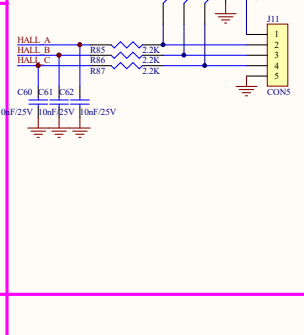 J11
HALL_A
HALL_B
HALL_C
R85 2.2K
R86 2.2K
R87 2.2K
1
2
3
4
5
CON5
C60 C61 C62
0nF/25V 10nF/25V 10nF/25V